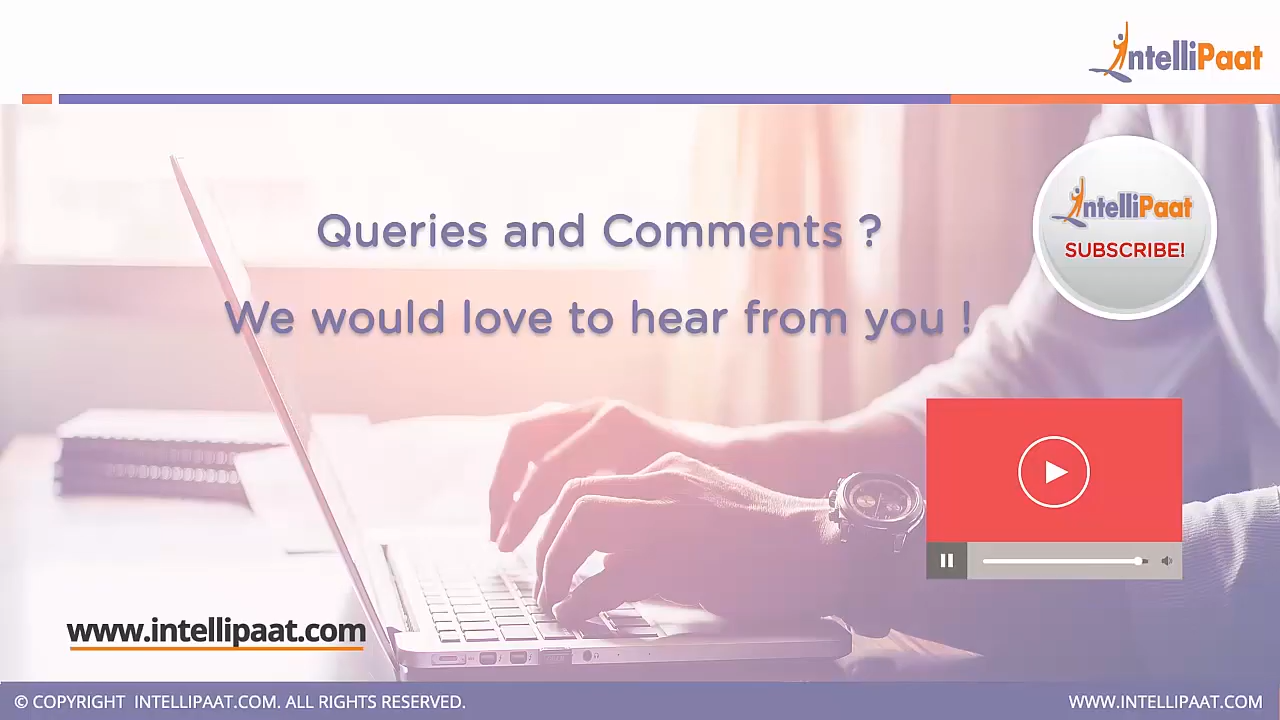 IntelliPaat
Queries and Comments ?
We would love to hear from you !
IntelliPaat
SUBSCRIBE!
www.intellipaat.com
© COPYRIGHT INTELLIPAAT.COM. ALL RIGHTS RESERVED.
WWW.INTELLIPAAT.COM